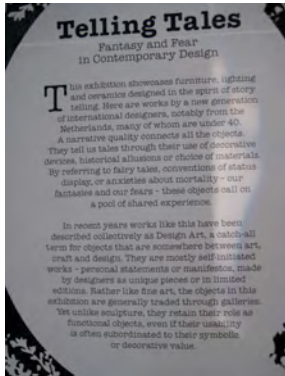 Telling Tales
Fantasy and Fear
in Contemporary Design
This exhibition showcases furniture, lighting
and ceramics designed in the spirit of story
telling. Here are works by a new generation
of international designers, notably from the
Netherlands, many of whom are under 40.
A narrative quality connects all the objects.
They tell us tales through their use of decorative
devices, historical allusions or choice of materials.
By referring to fairy tales, conventions of status
display, or anxieties about mortality – our
fantasies and our fears – these objects call on
a pool of shared experience.
In recent years works like this have been
described collectively as Design Art, a catch-all
term for objects that are somewhere between art,
craft and design. They are mostly self-initiated
works - personal statements or manifestos, made
by designers as unique pieces or in limited
editions. Rather like fine art, the objects in this
exhibition are generally traded through galleries.
Yet unlike sculpture, they retain their role as
functional objects, even if their usability
is often subordinated to their symbolic
or decorative value.